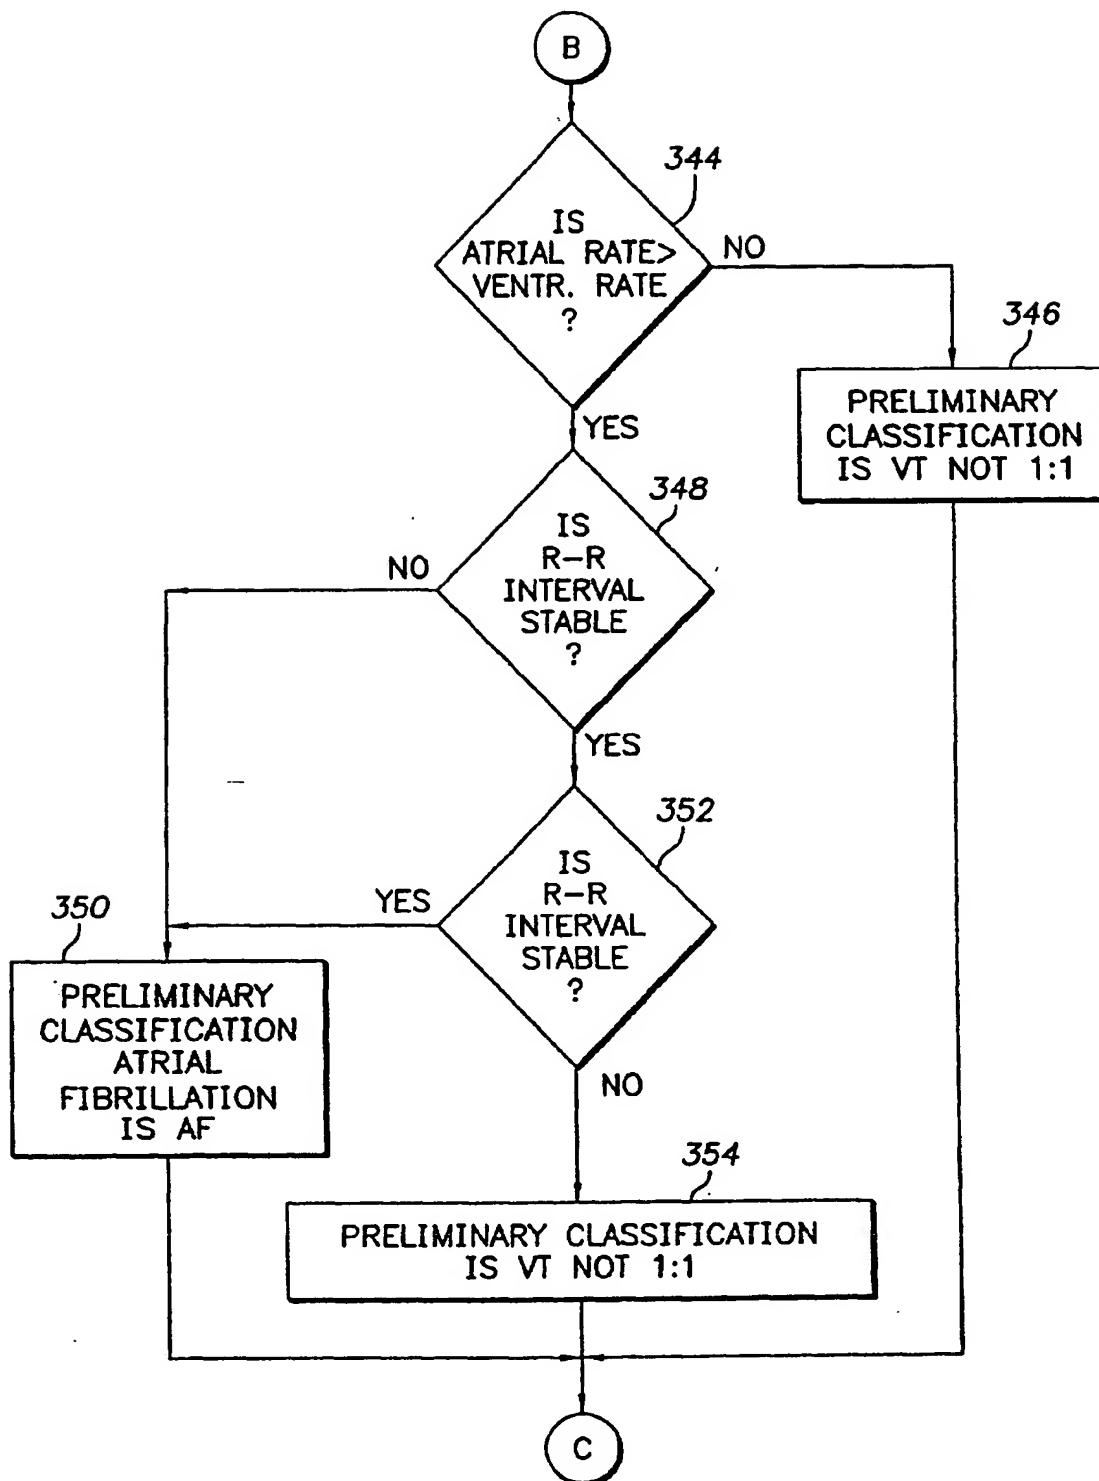 B
344
IS
ATRIAL RATE>
VENTR. RATE
?
NO
346
PRELIMINARY
CLASSIFICATION
IS VT NOT 1:1
YES
348
IS
R-R
INTERVAL
STABLE
?
NO
YES
352
IS
R-R
INTERVAL
STABLE
?
YES
350
PRELIMINARY
CLASSIFICATION
ATRIAL
FIBRILLATION
IS AF
NO
354
PRELIMINARY CLASSIFICATION
IS VT NOT 1:1
C